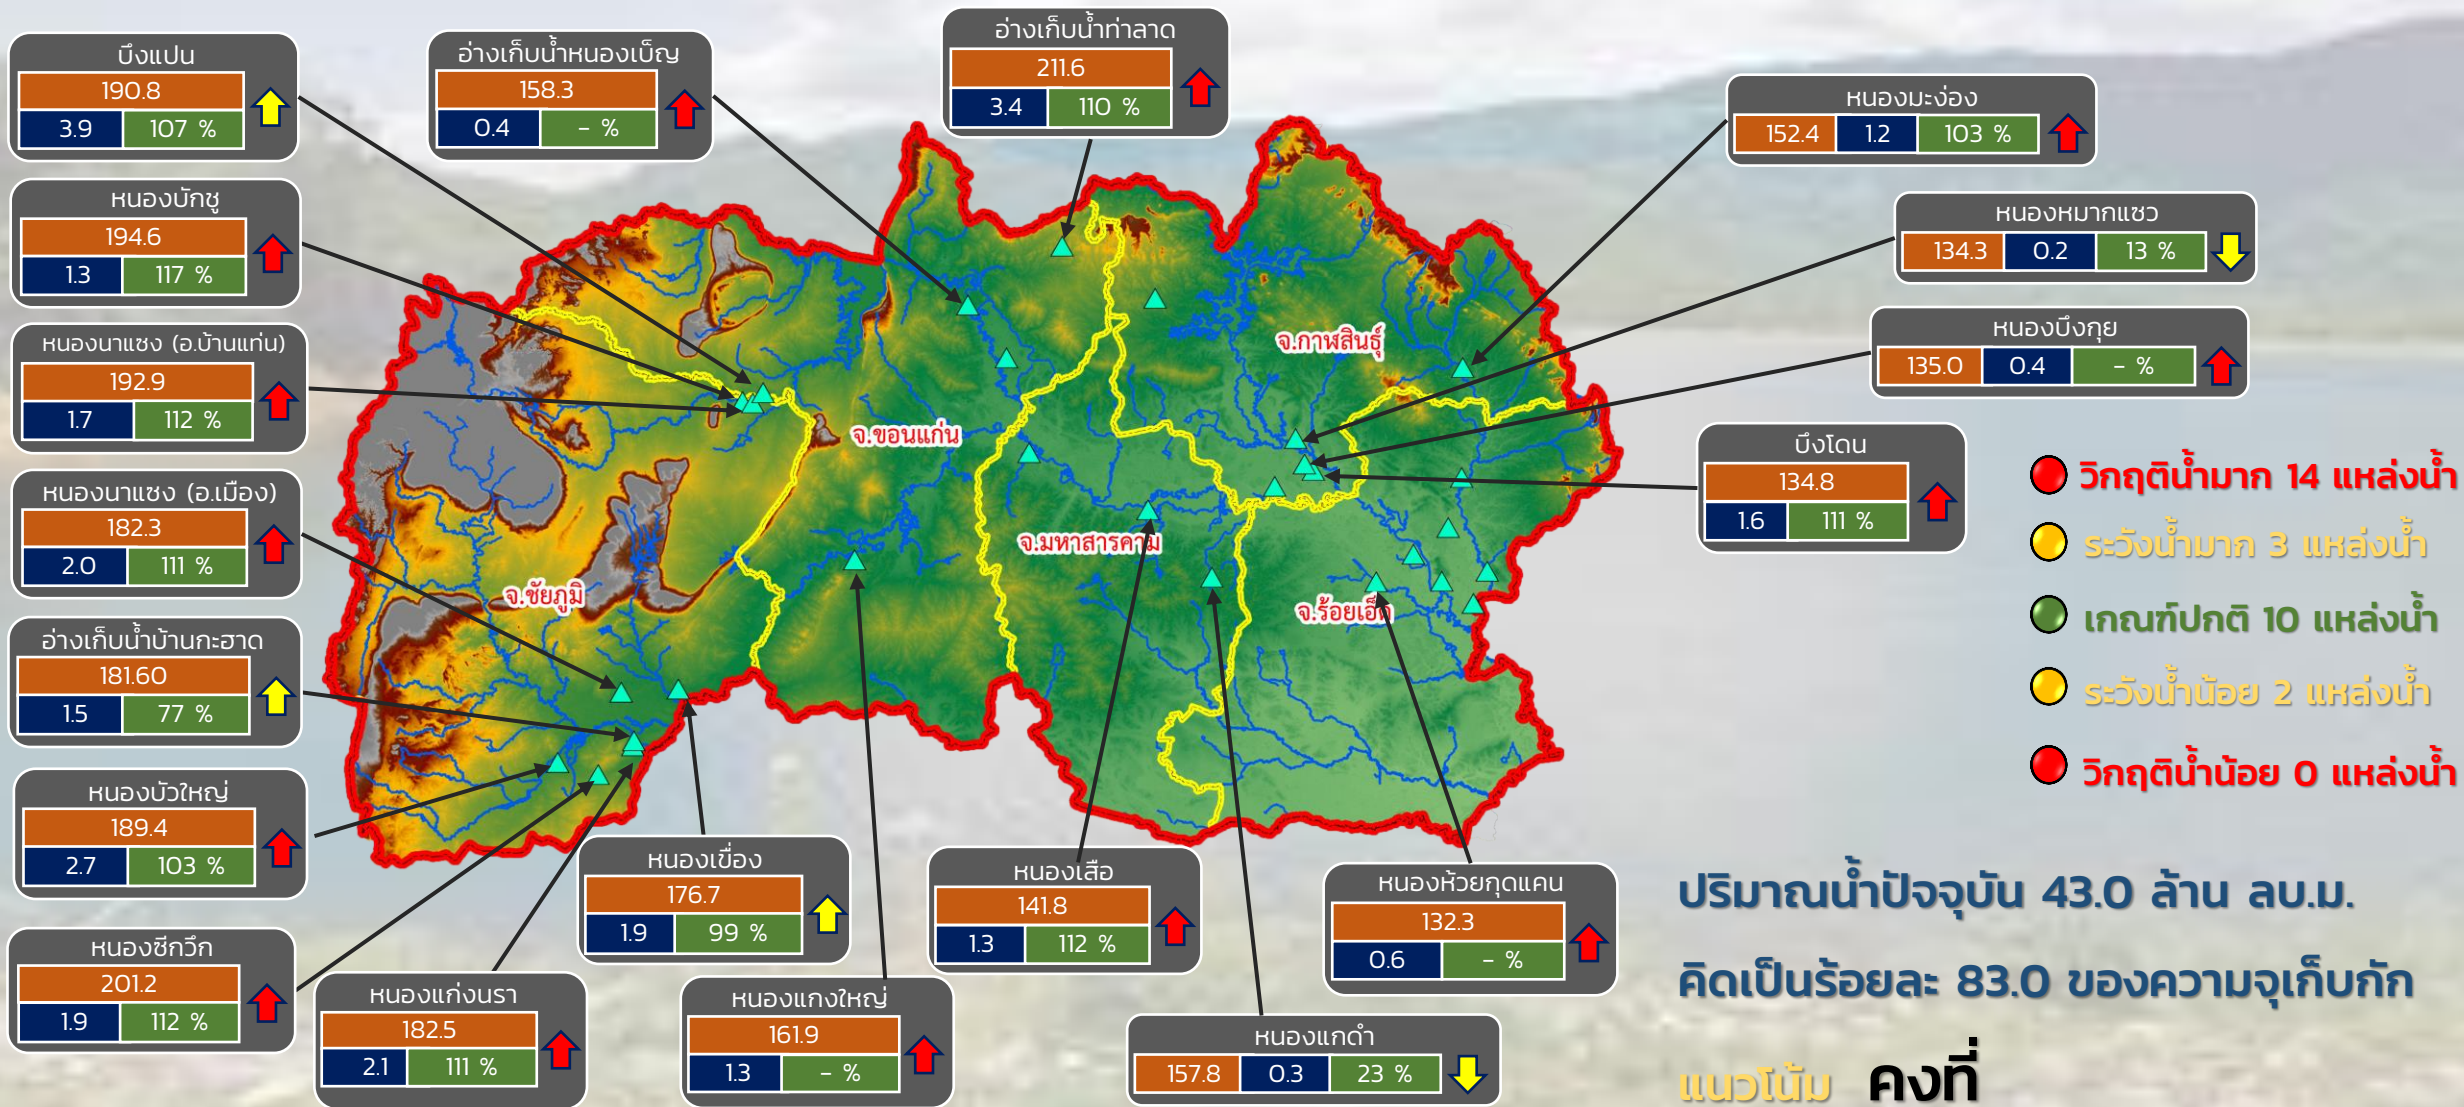 บึงแปน
190.8
3.9 107 %
หนองบักชู
194.6
1.3 117 %
หนองนาแซง (อ.บ้านแท่น)
192.9
1.7 112 %
หนองนาแซง (อ.เมือง)
182.3
2.0 111 %
อ่างเก็บน้ำบ้านกะฮาด
181.60
1.5 77 %
หนองบัวใหญ่
189.4
2.7 103 %
หนองซีกวึก
201.2
1.9 112 %
อ่างเก็บน้ำหนองเบ็ญ
158.3
0.4 - %
อ่างเก็บน้ำท่าลาด
211.6
3.4 110 %
หนองมะง่อง
152.4 1.2 103 %
หนองหมากแซว
134.3 0.2 13 %
หนองบึงกุย
135.0 0.4 - %
บึงโดน
134.8
1.6 111 %
จ.กาฬสินธุ์
จ.ขอนแก่น
จ.มหาสารคาม
จ.ชัยภูมิ
จ.ร้อยเอ็ด
หนองแก่งนรา
182.5
2.1 111 %
หนองเขื่อง
176.7
1.9 99 %
หนองแกงใหญ่
161.9
1.3 - %
หนองเสือ
141.8
1.3 112 %
หนองแกดำ
157.8 0.3 23 %
หนองห้วยกุดแคน
132.3
0.6 - %
วิกฤติน้ำมาก 14 แหล่งน้ำ
ระวังน้ำมาก 3 แหล่งน้ำ
เกณฑ์ปกติ 10 แหล่งน้ำ
ระวังน้ำน้อย 2 แหล่งน้ำ
วิกฤติน้ำน้อย 0 แหล่งน้ำ
ปริมาณน้ำปัจจุบัน 43.0 ล้าน ลบ.ม.
คิดเป็นร้อยละ 83.0 ของความจุเก็บกัก
แนวโน้ม คงที่